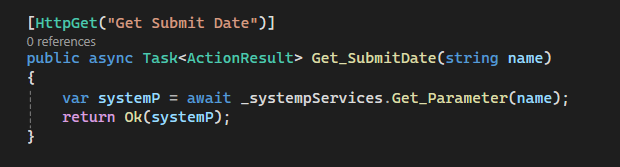 [HttpGet("Get Submit Date")]
0 references
public async Task<ActionResult> Get_SubmitDate(string name)
{
var systemP = await _systempServices.Get_Parameter(name);
return Ok(systemP);
}